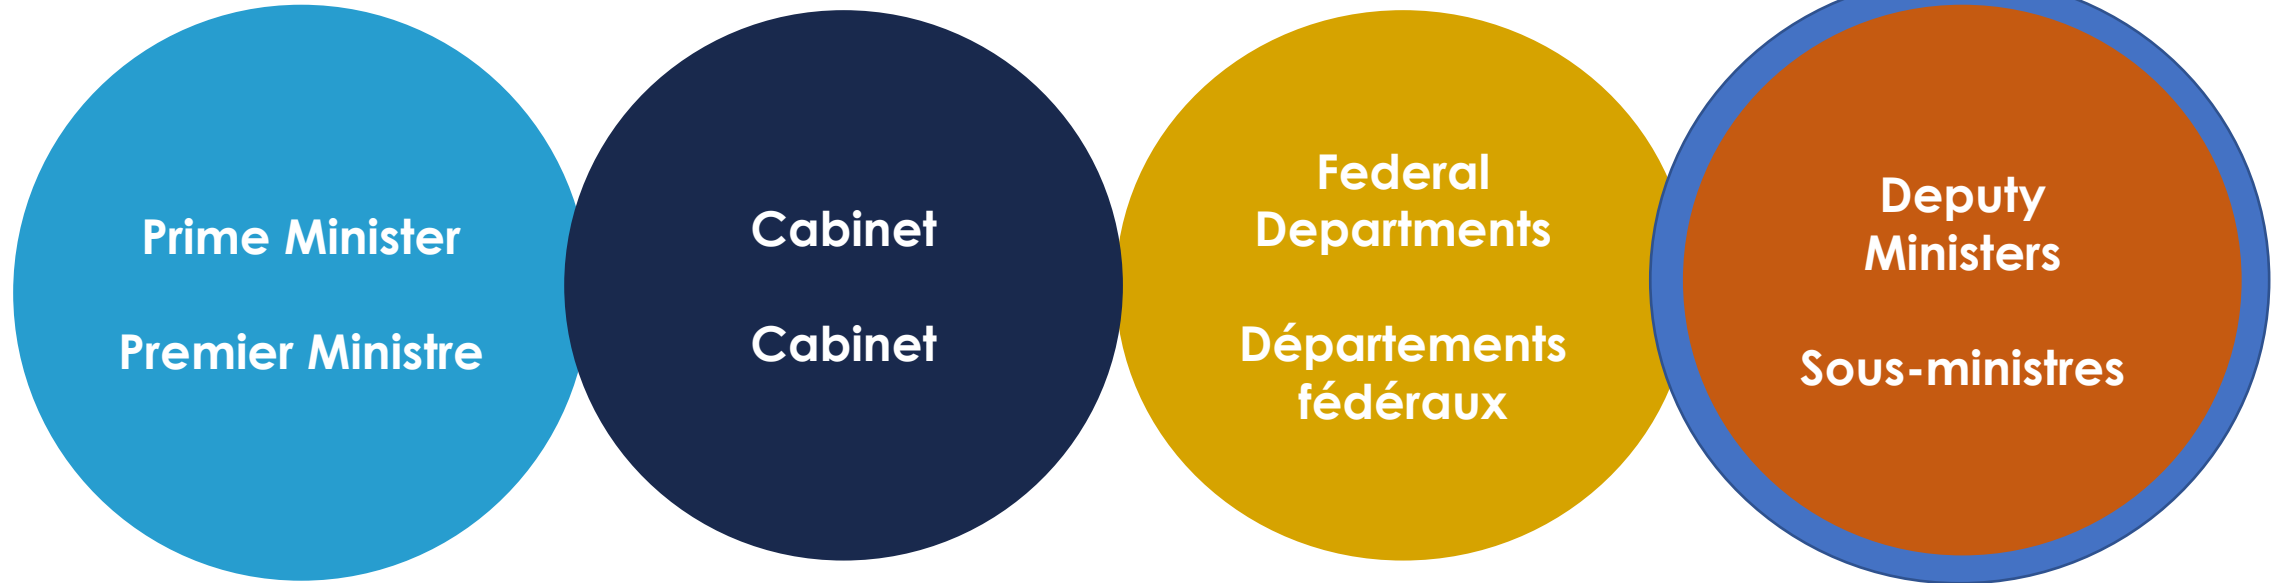 Prime Minister
Premier Ministre
Cabinet
Cabinet
Federal
Departments
Départements
fédéraux
Deputy
Ministers
Sous-ministres